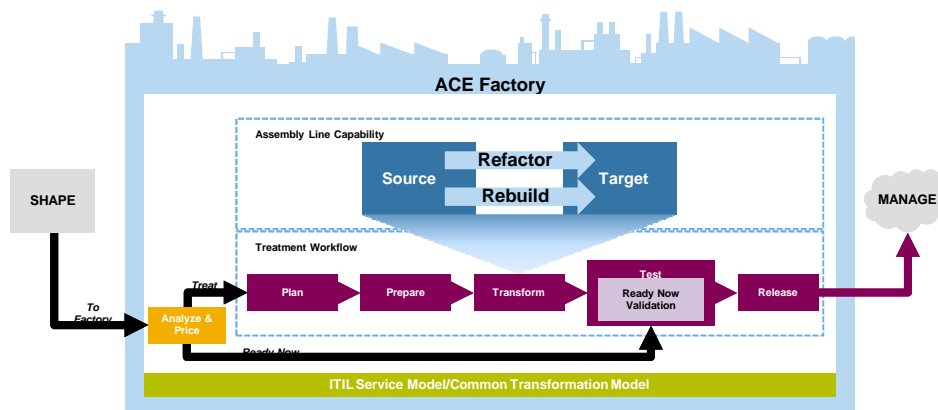 ACE Factory
Assembly Line Capability
Refactor
Source
Target
Rebuild
SHAPE
MANAGE
Treatment Workflow
Treat
Plan
Prepare
Transform
Test
Ready Now
Validation
Release
To
Factory
Analyze &
Price
Ready Now
ITIL Service Model/Common Transformation Model